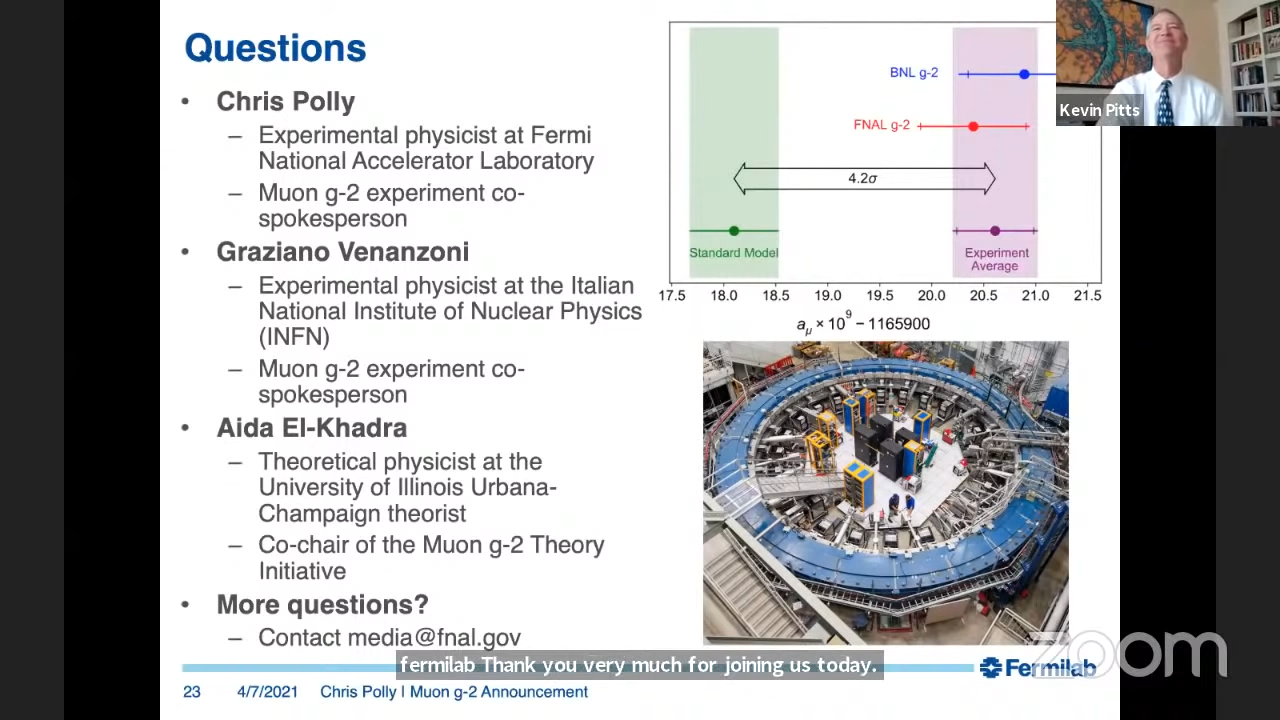 Questions
• Chris Polly
– Experimental physicist at Fermi
National Accelerator Laboratory
– Muon g-2 experiment co-
spokesperson
• Graziano Venanzoni
– Experimental physicist at the Italian
National Institute of Nuclear Physics
(INFN)
– Muon g-2 experiment co-
spokesperson
• Aida El-Khadra
– Theoretical physicist at the
University of Illinois Urbana-
Champaign theorist
– Co-chair of the Muon g-2 Theory
Initiative
• More questions?
– Contact media@fnal.gov
BNL g-2
FNAL g-2
4.2σ
Standard Model
Experiment
Average
17.5 18.0 18.5 19.0 19.5 20.0 20.5 21.0 21.5
aμ × 10⁹ − 1165900
Kevin Pitts
zoom
fermilab Thank you very much for joining us today.
Fermilab
23 4/7/2021 Chris Polly I Muon g-2 Announcement